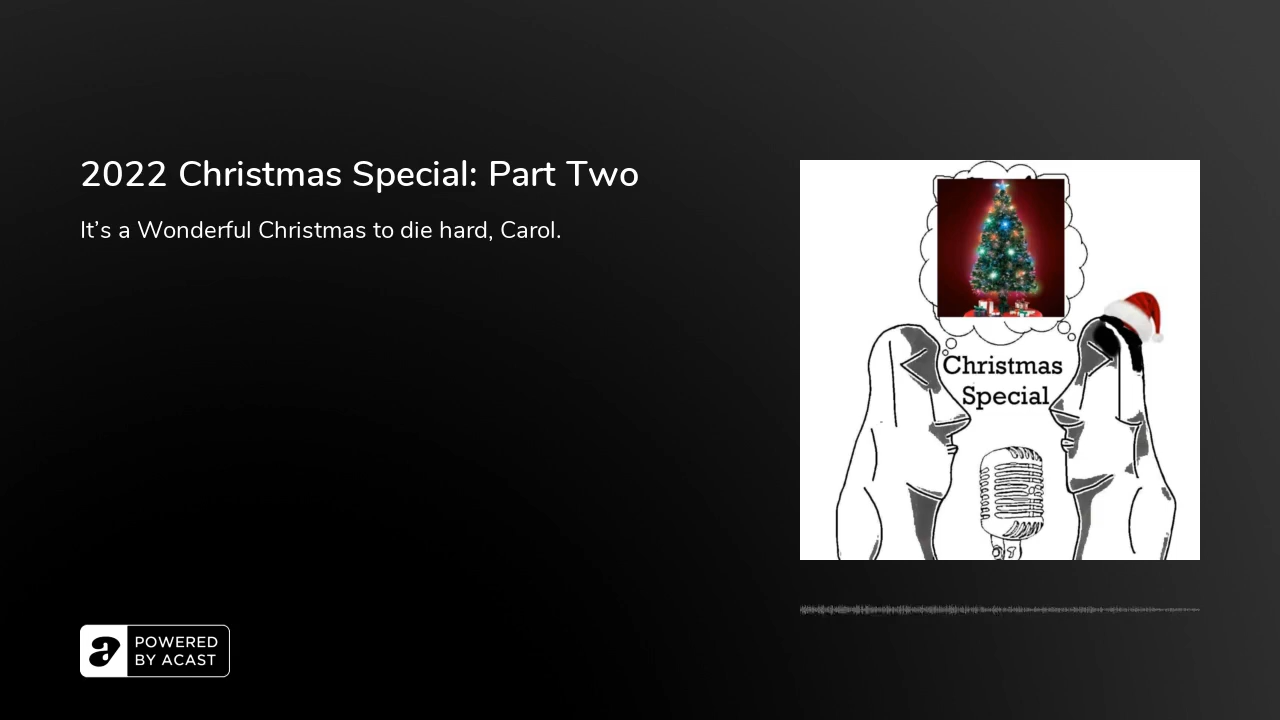 2022 Christmas Special: Part Two
It’s a Wonderful Christmas to die hard, Carol.
Christmas
Special
a
POWERED
BY ACAST